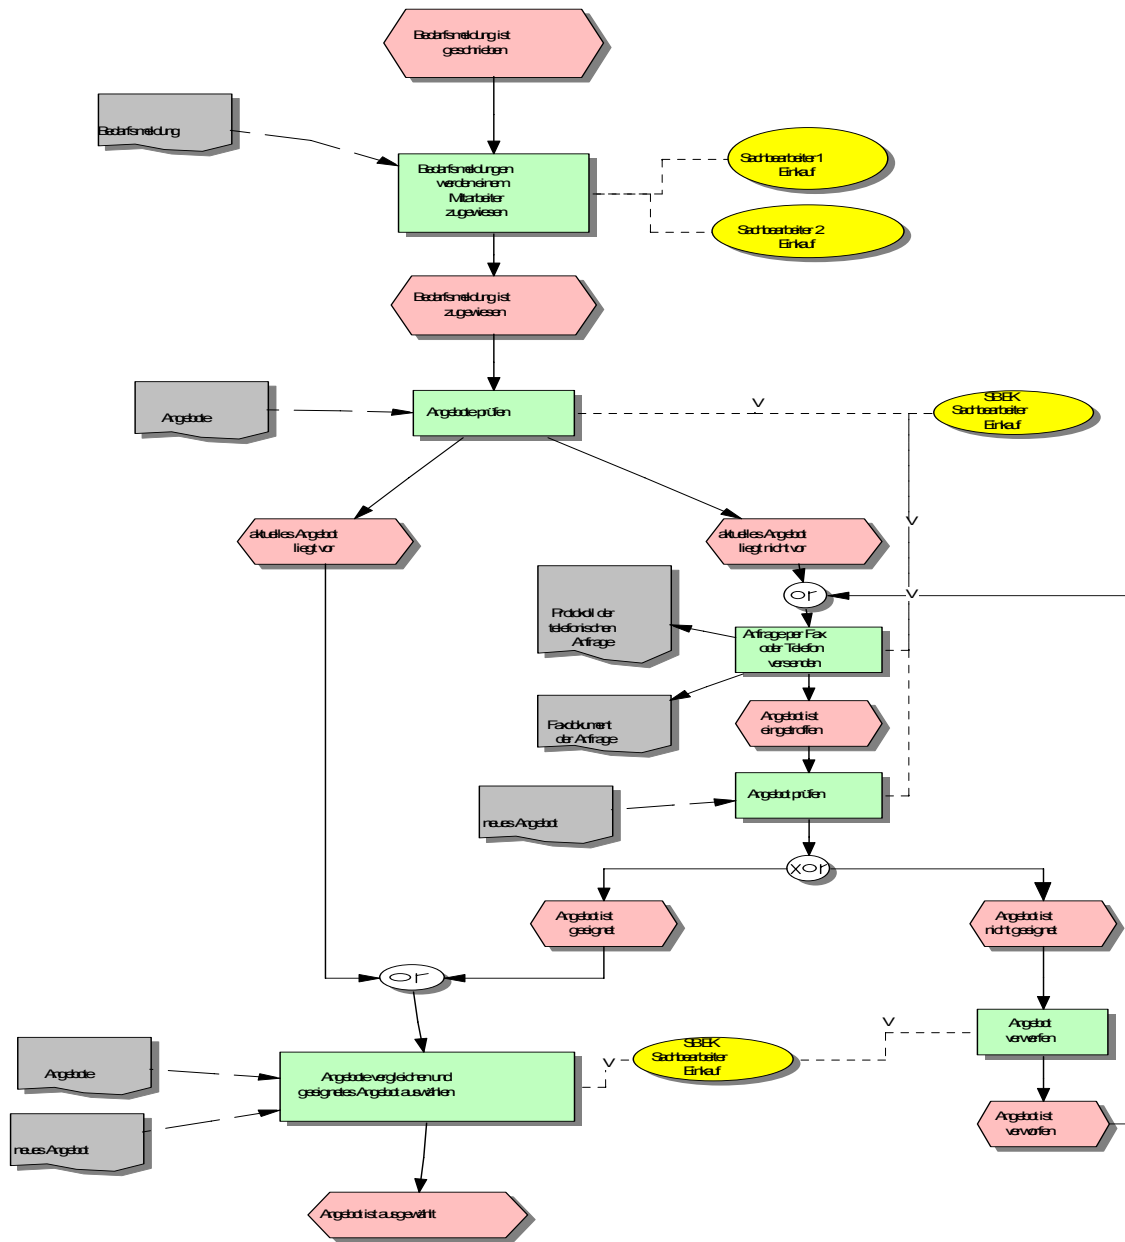 Bedarfsmeldung ist
geschrieben
Bedarfsmeldung
Bedarfsmeldungen
werden einem
Mitarbeiter
zugewiesen
Sachbearbeiter 1
Einkauf
Sachbearbeiter 2
Einkauf
Bedarfsmeldung ist
zugewiesen
Angebote
Angebote prüfen
V
SBEK
Sachbearbeiter
Einkauf
aktuelles Angebot
liegt vor
aktuelles Angebot
liegt nicht vor
V
or
V
Protokoll der
telefonischen
Anfrage
Anfrage per Fax
oder Telefon
versenden
Faxdokument
der Anfrage
Angebot ist
eingetroffen
neues Angebot
Angebot prüfen
xor
Angebot ist
geeignet
Angebot ist
nicht geeignet
or
V
Angebot
verwerfen
Angebote
Angebote vergleichen und
geeignetes Angebot auswählen
V
SBEK
Sachbearbeiter
Einkauf
neues Angebot
Angebot ist
verworfen
Angebot ist ausgewählt